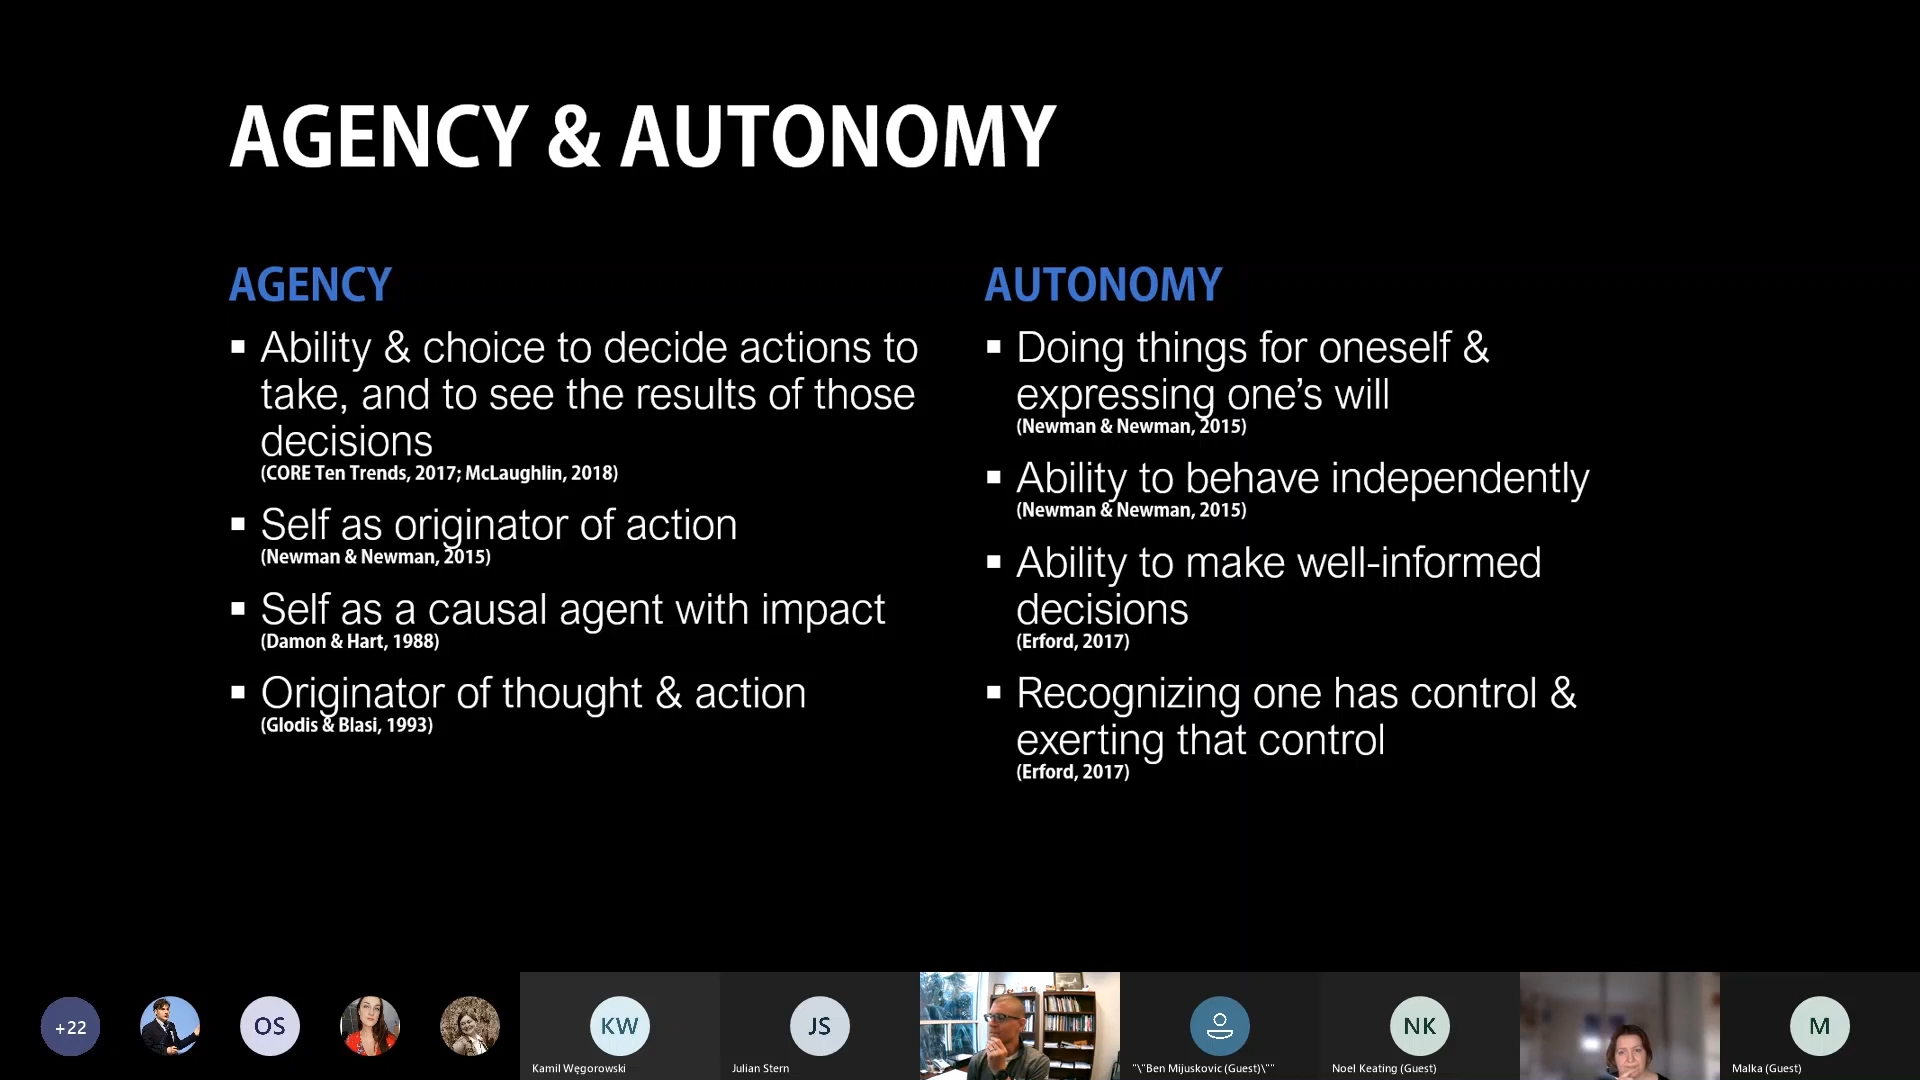 AGENCY & AUTONOMY
AGENCY
▪ Ability & choice to decide actions to
take, and to see the results of those
decisions
(CORE Ten Trends, 2017; McLaughlin, 2018)
▪ Self as originator of action
(Newman & Newman, 2015)
▪ Self as a causal agent with impact
(Damon & Hart, 1988)
▪ Originator of thought & action
(Glodis & Blasi, 1993)
AUTONOMY
▪ Doing things for oneself &
expressing one’s will
(Newman & Newman, 2015)
▪ Ability to behave independently
(Newman & Newman, 2015)
▪ Ability to make well-informed
decisions
(Erford, 2017)
▪ Recognizing one has control &
exerting that control
(Erford, 2017)
+22
OS
KW
Kamil Węgorowski
JS
Julian Stern
"\"Ben Mijuskovic (Guest)\""
NK
Noel Keating (Guest)
M
Malka (Guest)